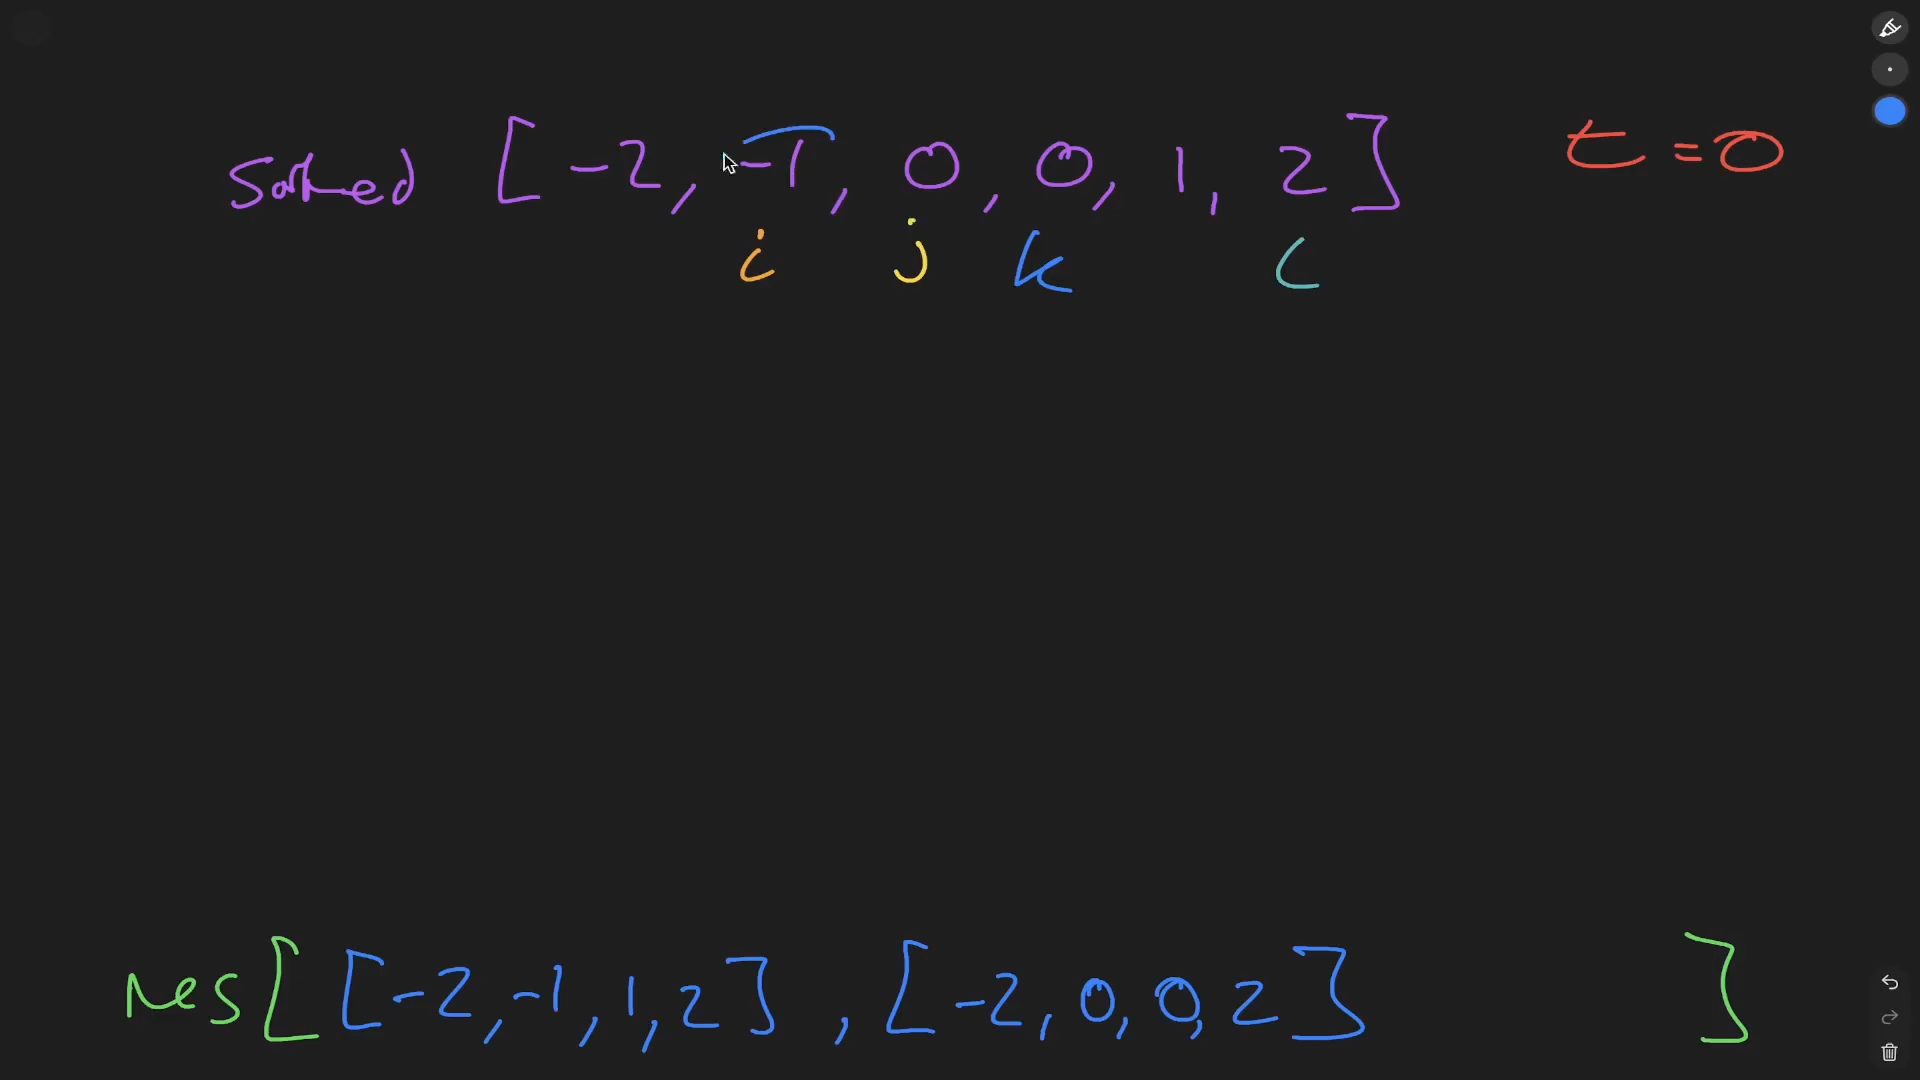 Sorted [-2, -1, 0, 0, 1, 2] t=0
i j k l
res[[-2,-1,1,2],[-2,0,0,2] ]